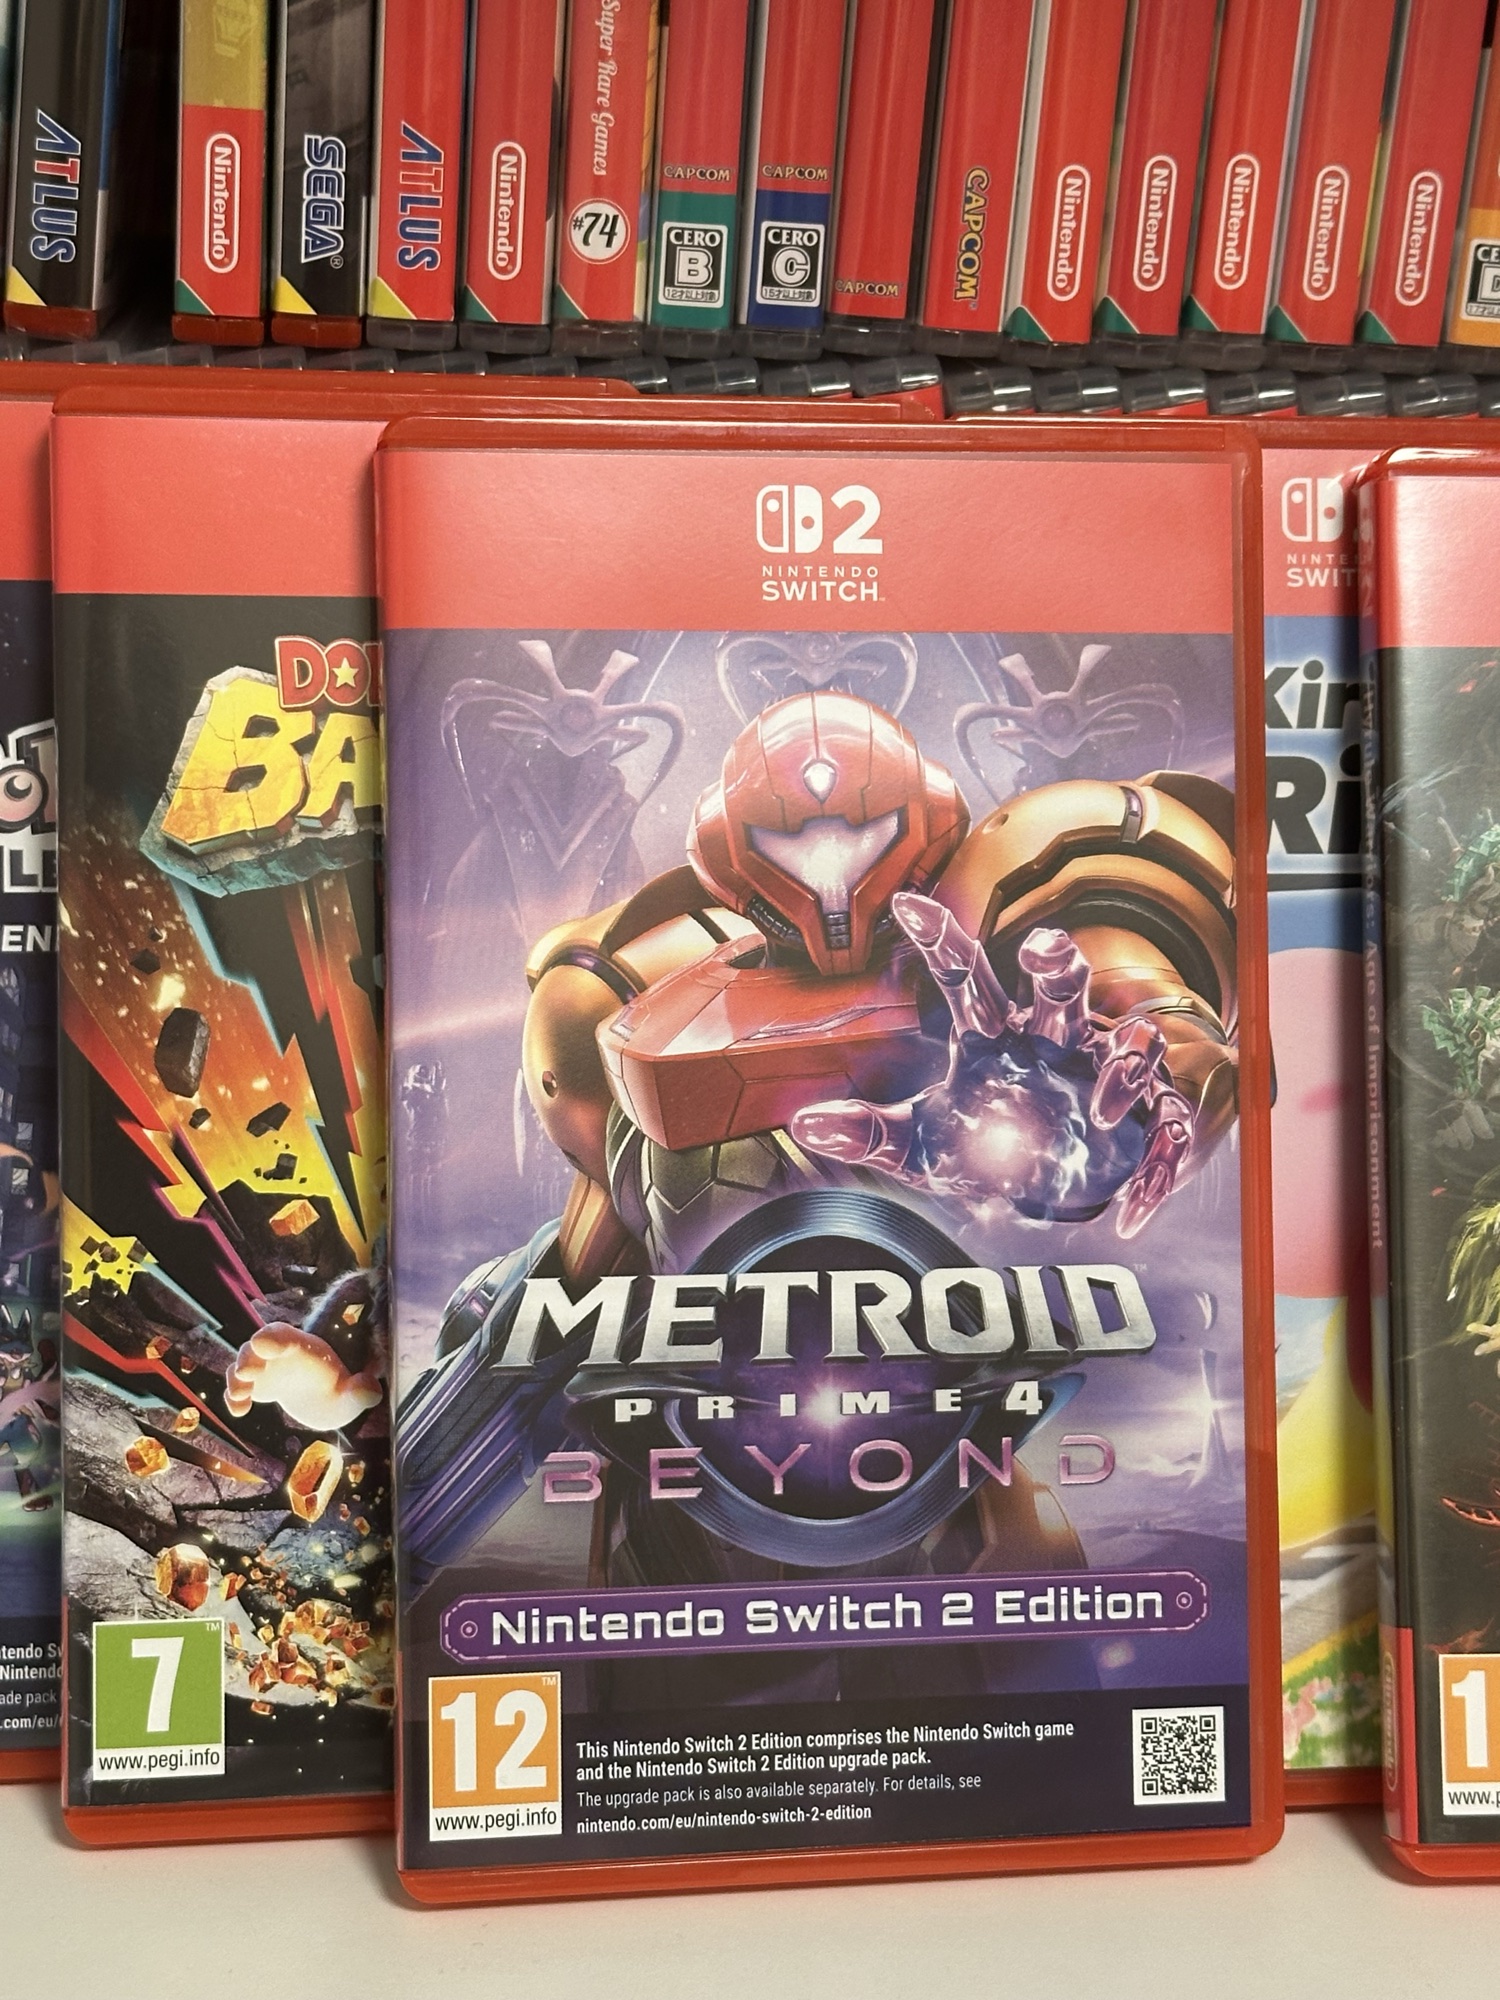 ATLUS
Nintendo
SEGA
ATLUS
Nintendo
Super Rare Games
#74
CAPCOM
CERO
B
CAPCOM
CERO
C
CAPCOM
CAPCOM
Nintendo
Nintendo
Nintendo
Nintendo
Nintendo
2
NINTENDO
SWITCH
METROID
PRIME 4
BEYOND
Nintendo Switch 2 Edition
12
www.pegi.info
This Nintendo Switch 2 Edition comprises the Nintendo Switch game
and the Nintendo Switch 2 Edition upgrade pack.
The upgrade pack is also available separately. For details, see
nintendo.com/eu/nintendo-switch-2-edition
7
www.pegi.info
Age of Imprisonment
Nintendo